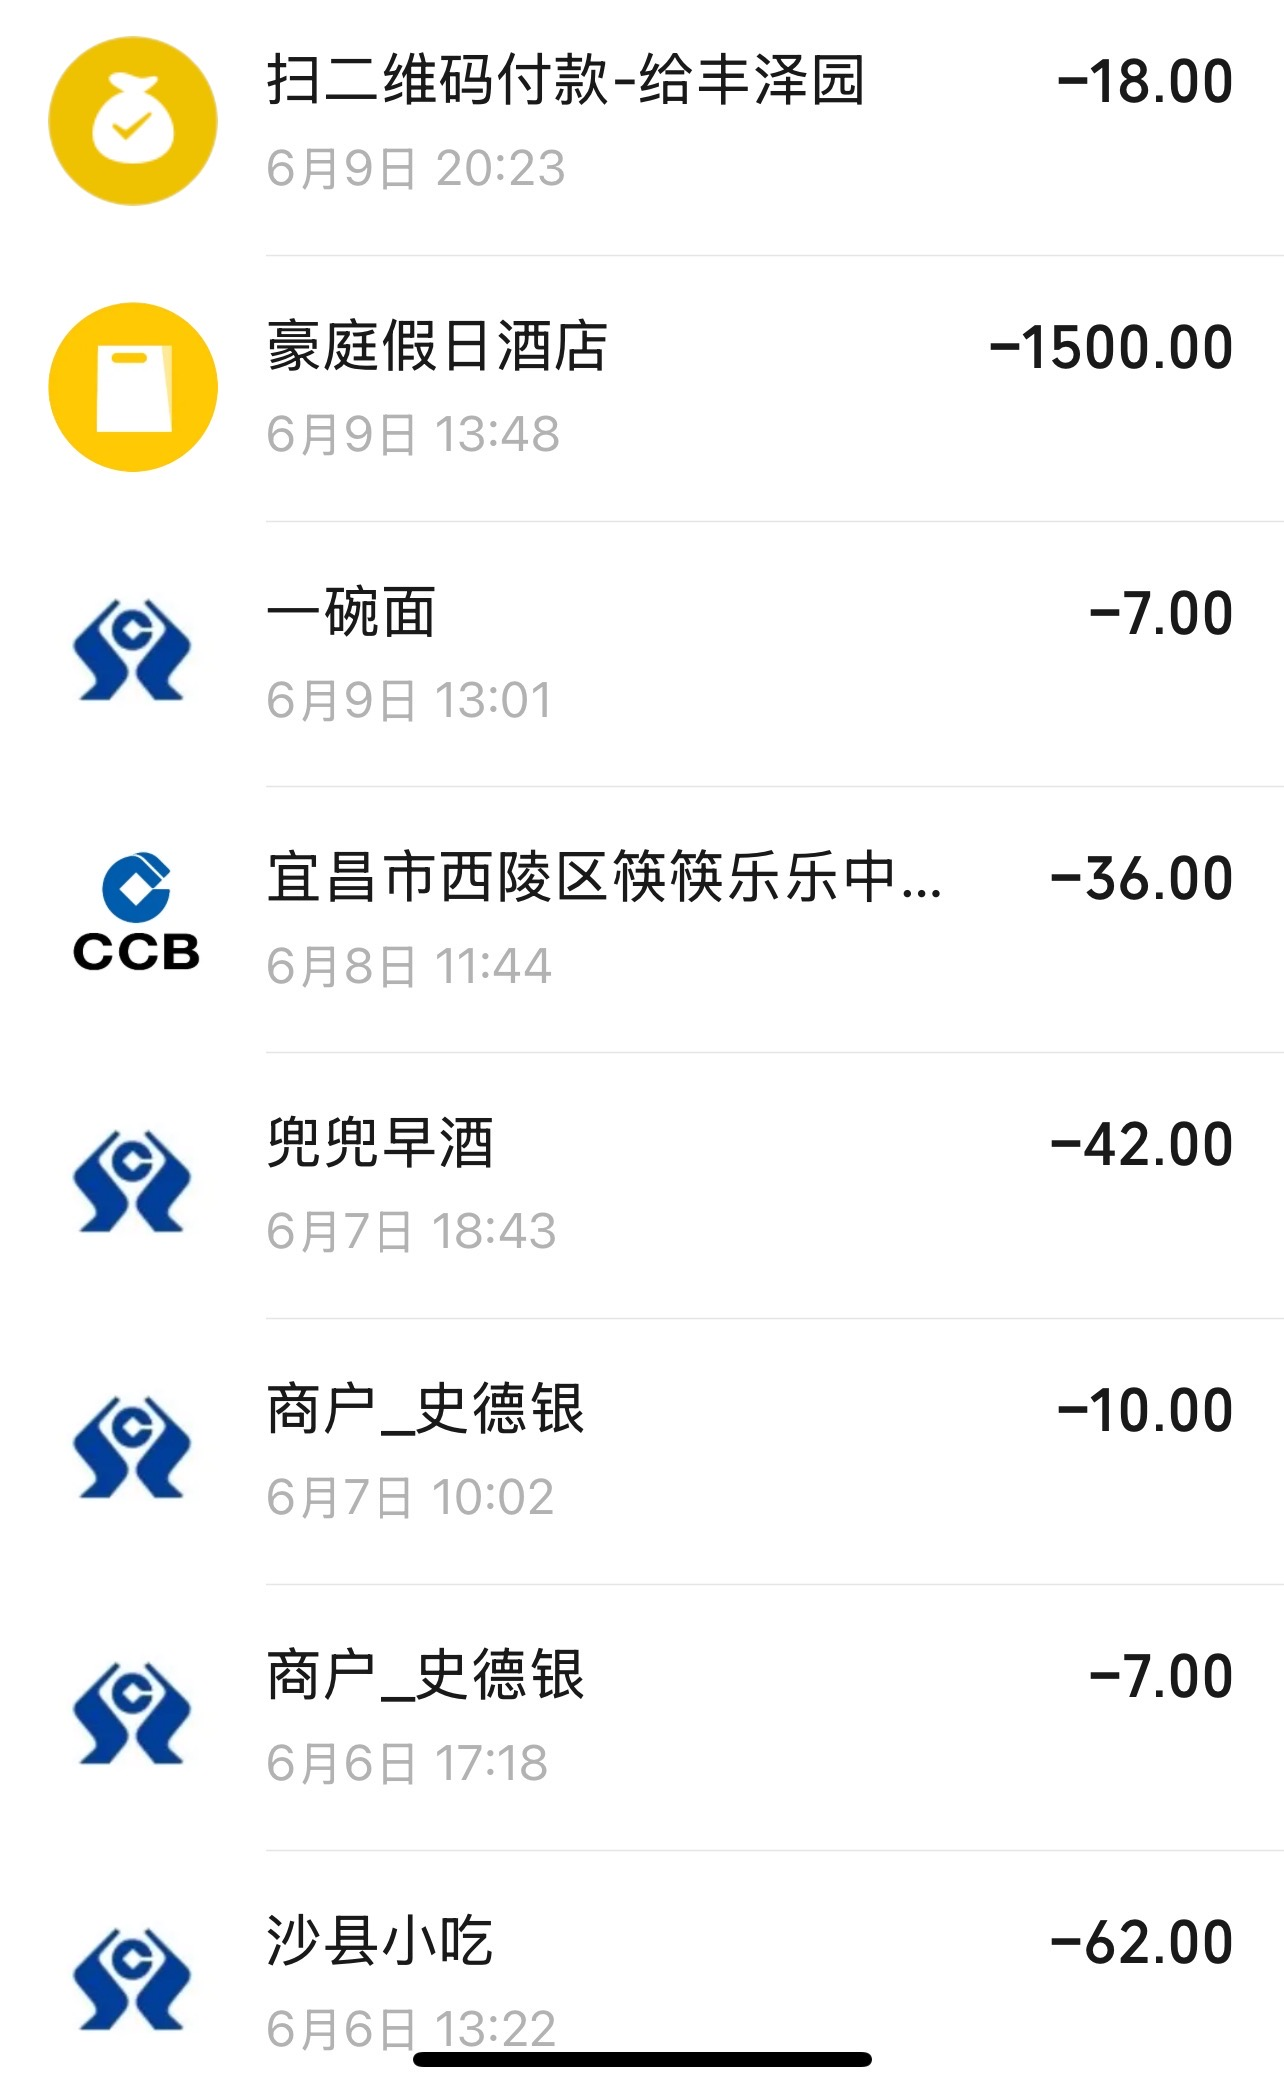 扫二维码付款-给丰泽园
-18.00
6月9日 20:23
豪庭假日酒店
-1500.00
6月9日 13:48
一碗面
-7.00
6月9日 13:01
宜昌市西陵区筷筷乐乐中...
-36.00
CCB
6月8日 11:44
兜兜早酒
-42.00
6月7日 18:43
商户_史德银
-10.00
6月7日 10:02
商户_史德银
-7.00
6月6日 17:18
沙县小吃
-62.00
6月6日 13:22